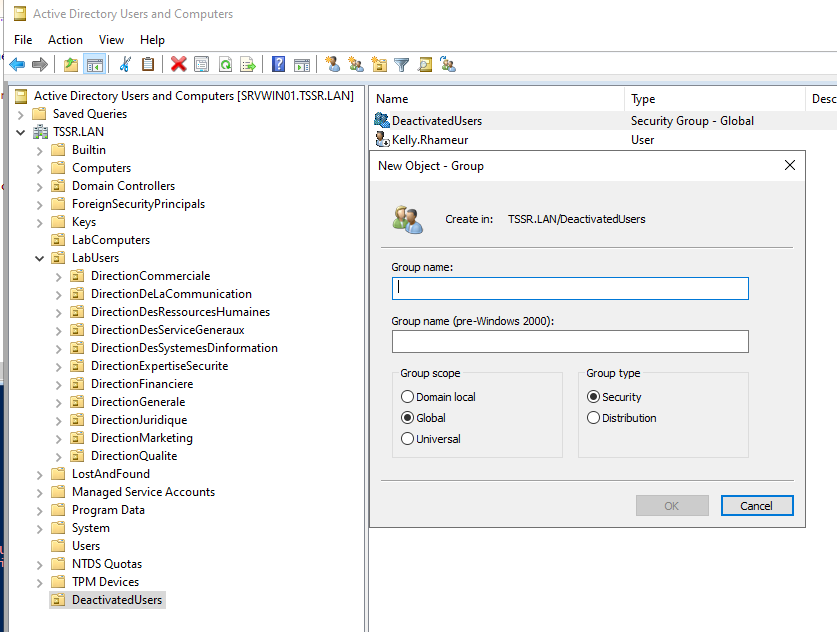 Active Directory Users and Computers
File Action View Help
Active Directory Users and Computers [SRVWIN01.TSSR.LAN]
Saved Queries
TSSR.LAN
Builtin
Computers
Domain Controllers
ForeignSecurityPrincipals
Keys
LabComputers
LabUsers
DirectionCommerciale
DirectionDeLaCommunication
DirectionDesRessourcesHumaines
DirectionDesServiceGeneraux
DirectionDesSystemesDinformation
DirectionExpertiseSecurite
DirectionFinanciere
DirectionGenerale
DirectionJuridique
DirectionMarketing
DirectionQualite
LostAndFound
Managed Service Accounts
Program Data
System
Users
NTDS Quotas
TPM Devices
DeactivatedUsers
Name Type Desc
DeactivatedUsers Security Group - Global
Kelly.Rhameur User
New Object - Group
Create in: TSSR.LAN/DeactivatedUsers
Group name:
Group name (pre-Windows 2000):
Group scope
Domain local
Global
Universal
Group type
Security
Distribution
OK Cancel